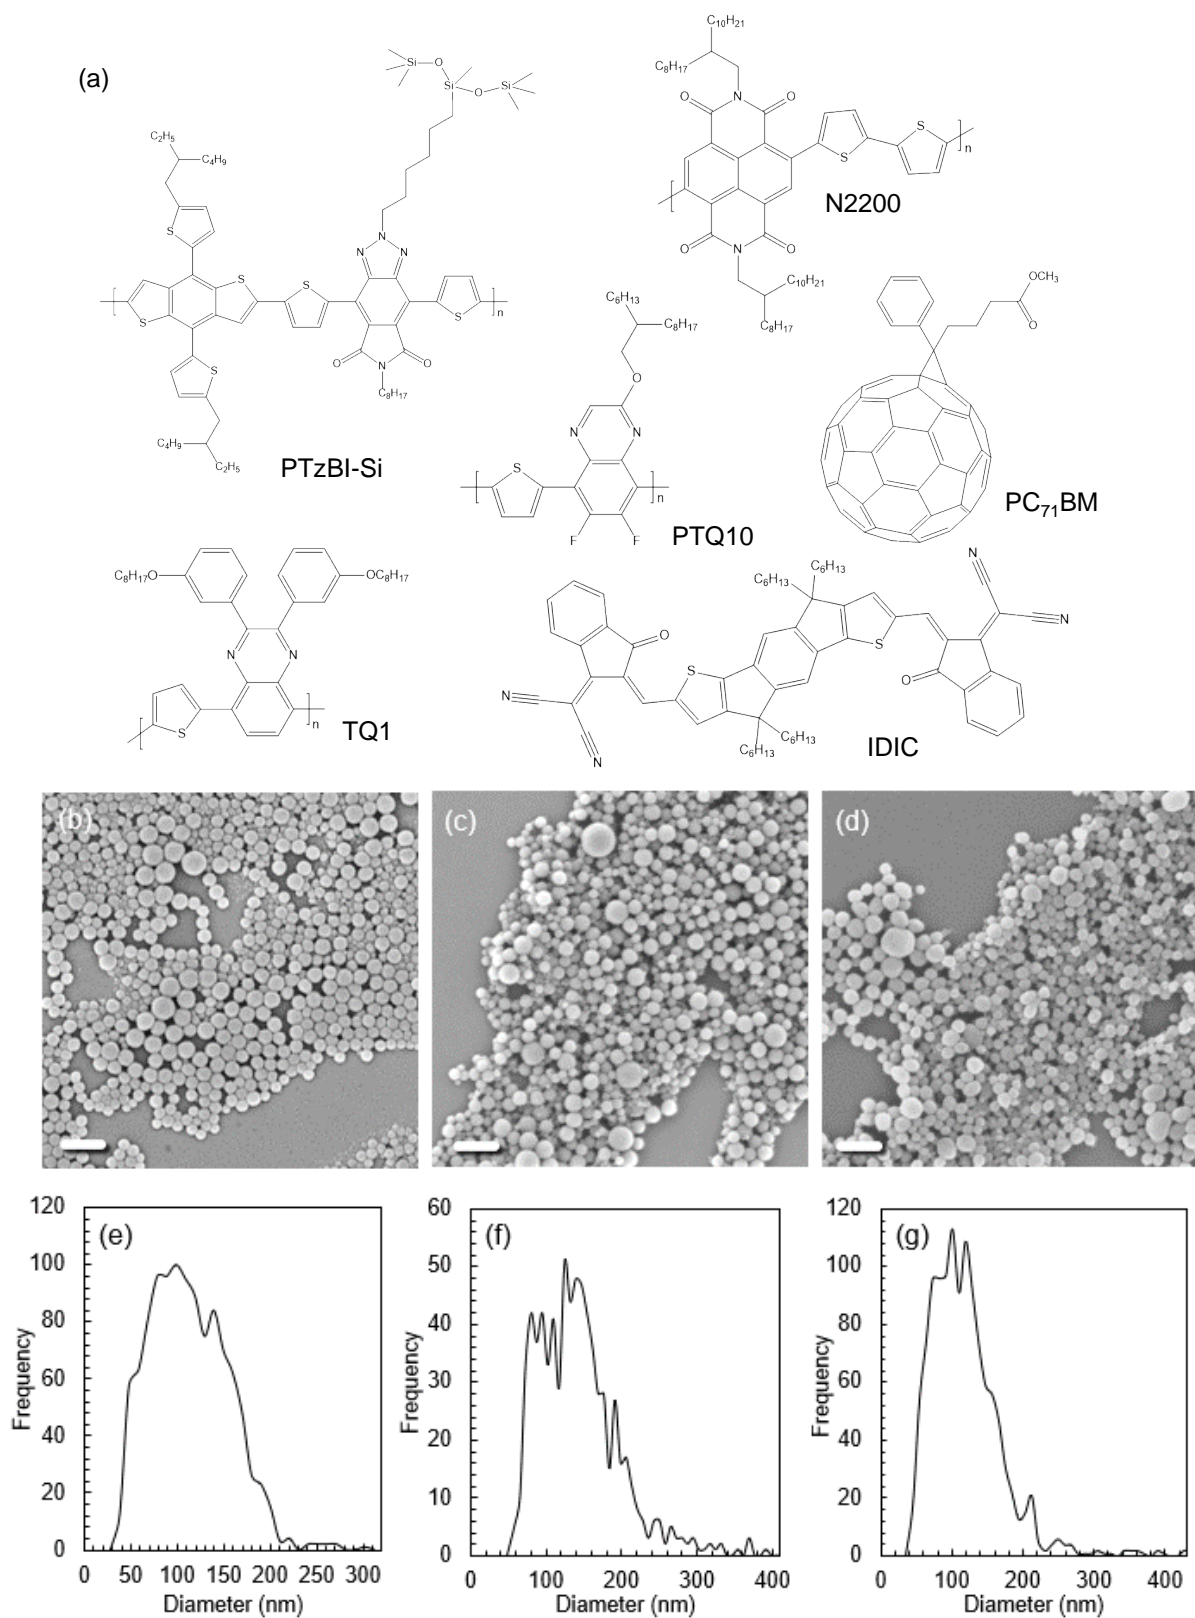 (a)
C₂H₅
C₄H₉
S
S
S
S
S
C₄H₉
C₂H₅
Si
O
Si
O
Si
N
N
N
S
O
N
O
C₈H₁₇
n
PTzBI-Si
C₁₀H₂₁
C₈H₁₇
O
N
O
S
S
n
O
N
O
C₁₀H₂₁
C₈H₁₇
N2200
C₆H₁₃
C₈H₁₇
O
N
N
S
n
F
F
PTQ10
OCH₃
O
PC₇₁BM
C₈H₁₇O
OC₈H₁₇
N
N
S
n
TQ1
N
N
O
S
C₆H₁₃
C₆H₁₃
S
O
N
N
C₆H₁₃
C₆H₁₃
IDIC
(b)
(c)
(d)
(e)
Frequency
120
100
80
60
40
20
0
0 50 100 150 200 250 300
Diameter (nm)
(f)
Frequency
60
50
40
30
20
10
0
0 100 200 300 400
Diameter (nm)
(g)
Frequency
120
100
80
60
40
20
0
0 100 200 300 400
Diameter (nm)